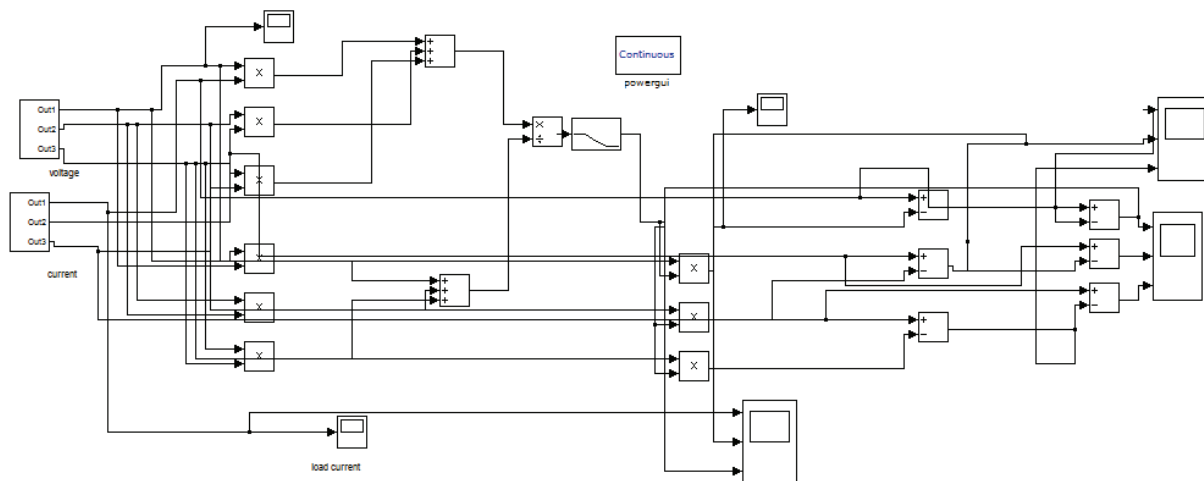 Continuous
powergui
Out1
Out2
Out3
voltage
Out1
Out2
Out3
current
load current